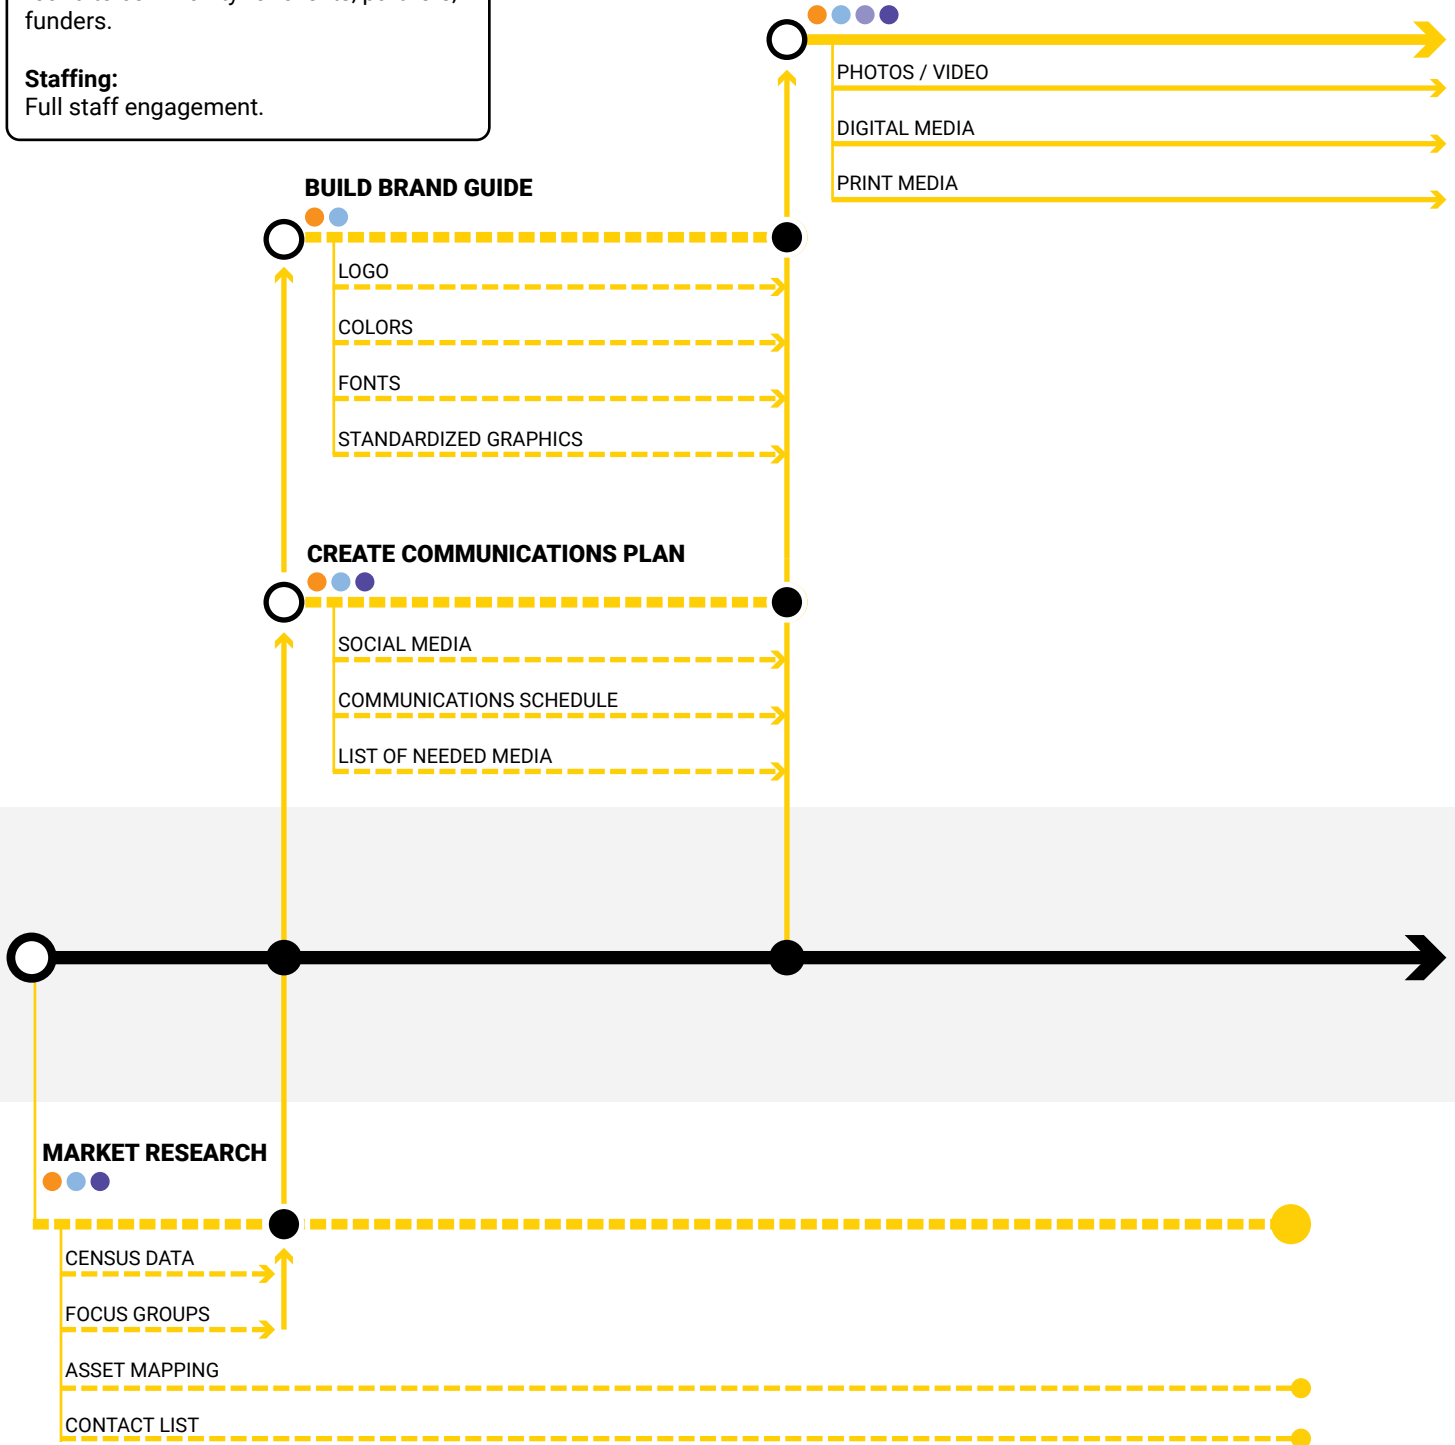 funders.
Staffing:
Full staff engagement.
PHOTOS / VIDEO
DIGITAL MEDIA
PRINT MEDIA
BUILD BRAND GUIDE
LOGO
COLORS
FONTS
STANDARDIZED GRAPHICS
CREATE COMMUNICATIONS PLAN
SOCIAL MEDIA
COMMUNICATIONS SCHEDULE
LIST OF NEEDED MEDIA
MARKET RESEARCH
CENSUS DATA
FOCUS GROUPS
ASSET MAPPING
CONTACT LIST